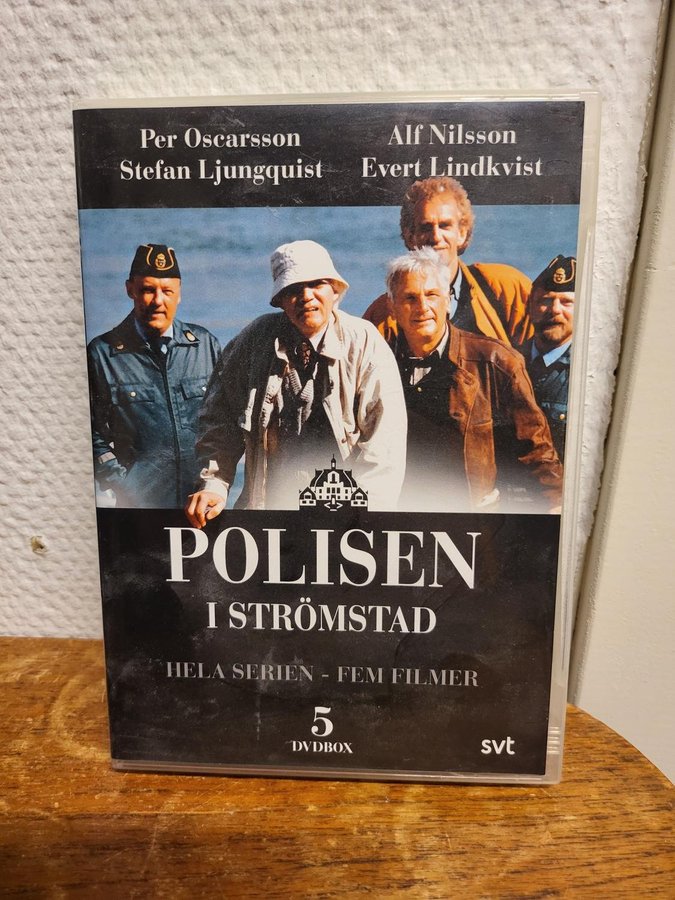 Per Oscarsson Alf Nilsson
Stefan Ljungquist Evert Lindkvist
POLISEN
I STRÖMSTAD
HELA SERIEN - FEM FILMER
5
DVDBOX
svt